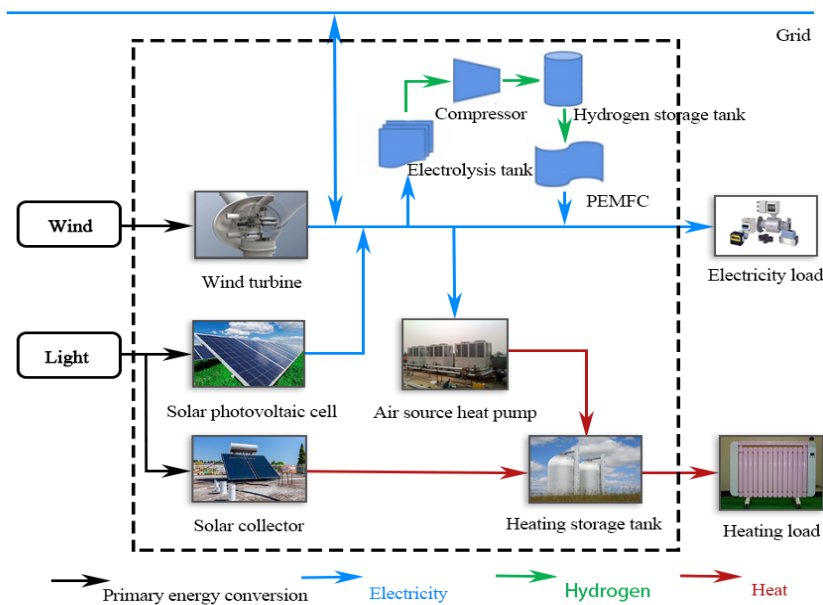 Grid
Compressor
Hydrogen storage tank
Electrolysis tank
PEMFC
Wind
Wind turbine
Electricity load
Light
Solar photovoltaic cell
Air source heat pump
Solar collector
Heating storage tank
Heating load
Primary energy conversion
Electricity
Hydrogen
Heat